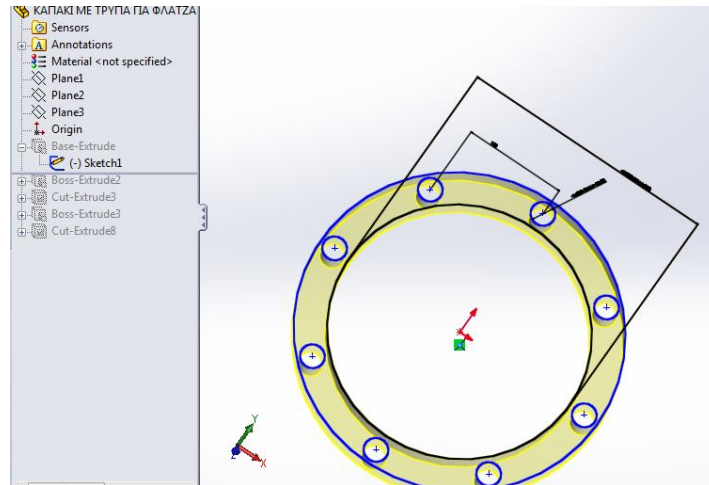 ΚΑΠΑΚΙ ΜΕ ΤΡΥΠΑ ΓΙΑ ΦΛΑΤΖΑ
Sensors
Annotations
Material <not specified>
Plane1
Plane2
Plane3
Origin
Base-Extrude
(-) Sketch1
Boss-Extrude2
Cut-Extrude3
Boss-Extrude3
Cut-Extrude8
Y
X
Z